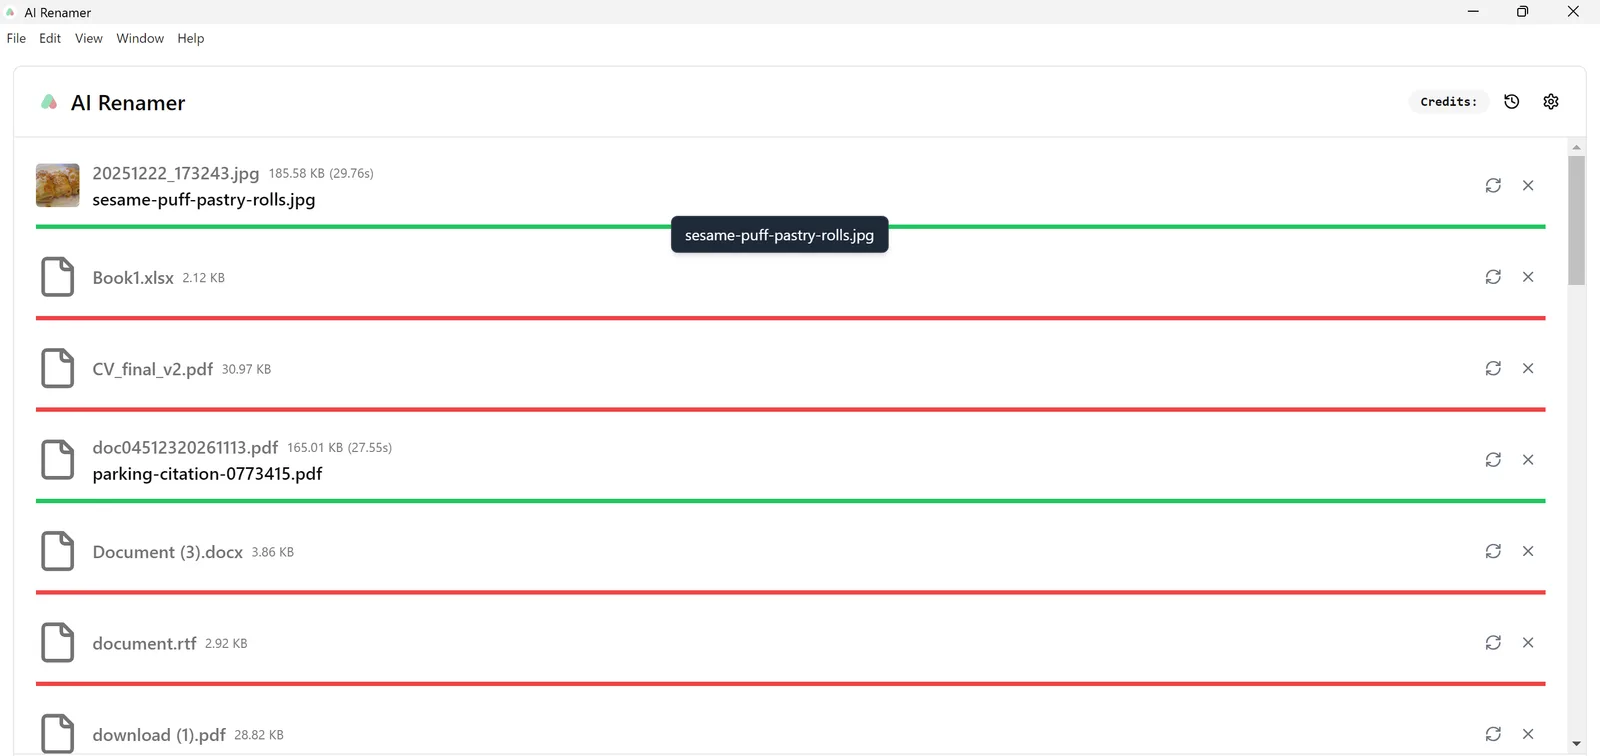 AI Renamer
File Edit View Window Help
AI Renamer
Credits:
20251222_173243.jpg 185.58 KB (29.76s)
sesame-puff-pastry-rolls.jpg
sesame-puff-pastry-rolls.jpg
Book1.xlsx 2.12 KB
CV_final_v2.pdf 30.97 KB
doc04512320261113.pdf 165.01 KB (27.55s)
parking-citation-0773415.pdf
Document (3).docx 3.86 KB
document.rtf 2.92 KB
download (1).pdf 28.82 KB